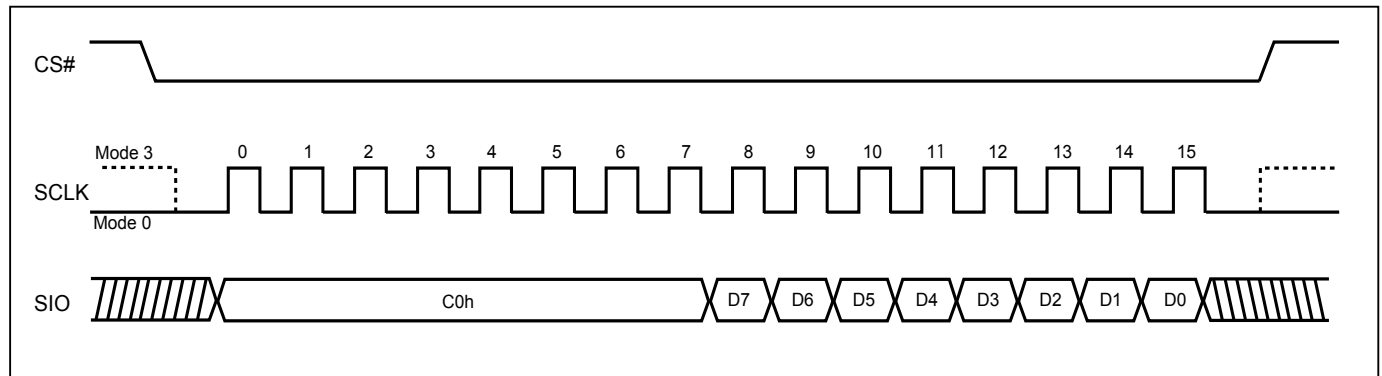 CS#
Mode 3 0 1 2 3 4 5 6 7 8 9 10 11 12 13 14 15
SCLK
Mode 0
SIO C0h D7 D6 D5 D4 D3 D2 D1 D0